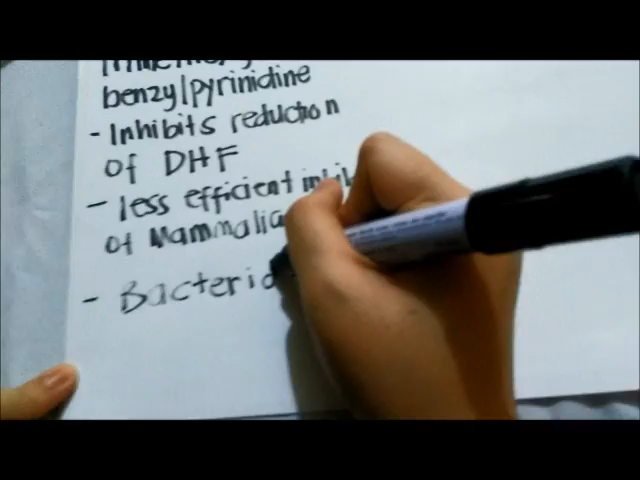 benzylpyrinidine
- Inhibits reduction
of DHF
- less efficient
of Mammalia
- Bacteri